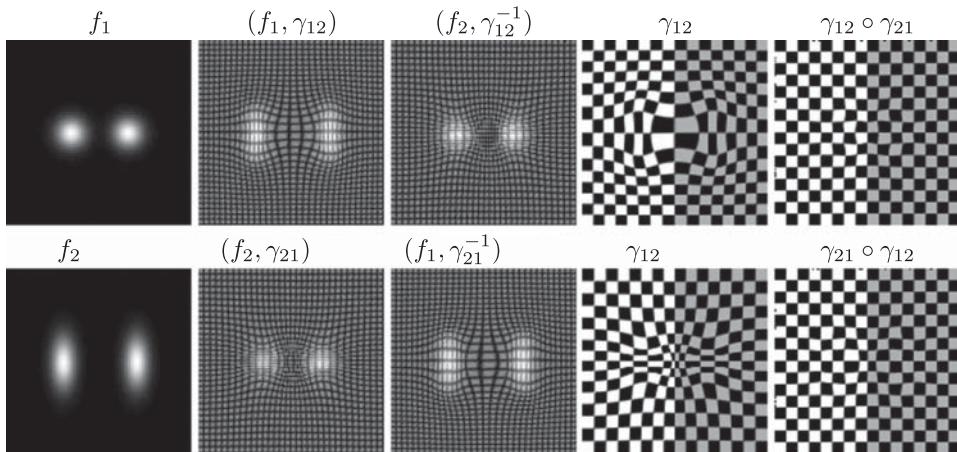 f₁ (f₁, γ₁₂) (f₂, γ₁₂⁻¹) γ₁₂ γ₁₂ ∘ γ₂₁
f₂ (f₂, γ₂₁) (f₁, γ₂₁⁻¹) γ₁₂ γ₂₁ ∘ γ₁₂